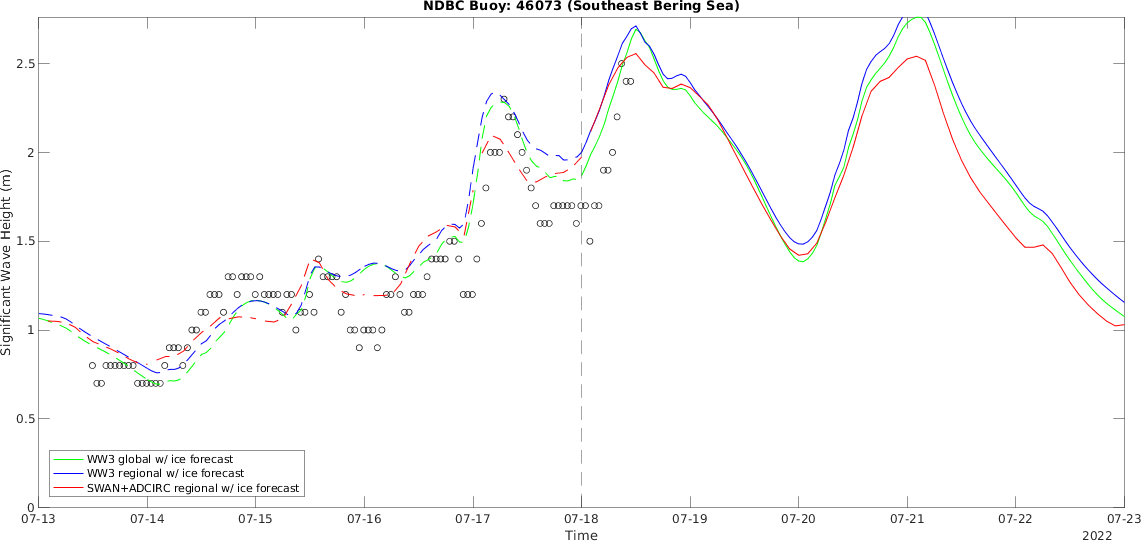 NDBC Buoy: 46073 (Southeast Bering Sea)
Significant Wave Height (m)
2.5
2
1.5
1
0.5
0
WW3 global w/ ice forecast
WW3 regional w/ ice forecast
SWAN+ADCIRC regional w/ ice forecast
07-13 07-14 07-15 07-16 07-17 07-18 07-19 07-20 07-21 07-22 07-23
Time
2022